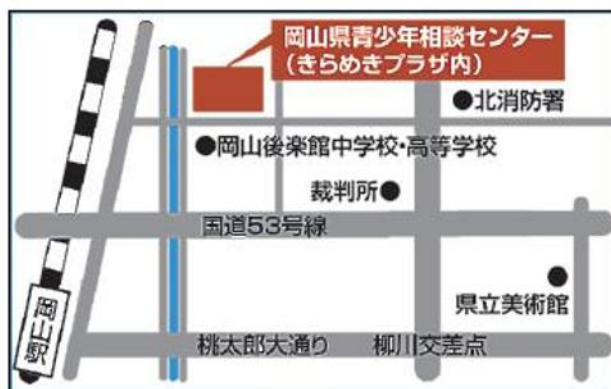 岡山県青少年相談センター
(きらめきプラザ内)
●北消防署
●岡山後楽館中学校・高等学校
裁判所●
国道53号線
県立美術館
岡山駅
桃太郎大通り
柳川交差点